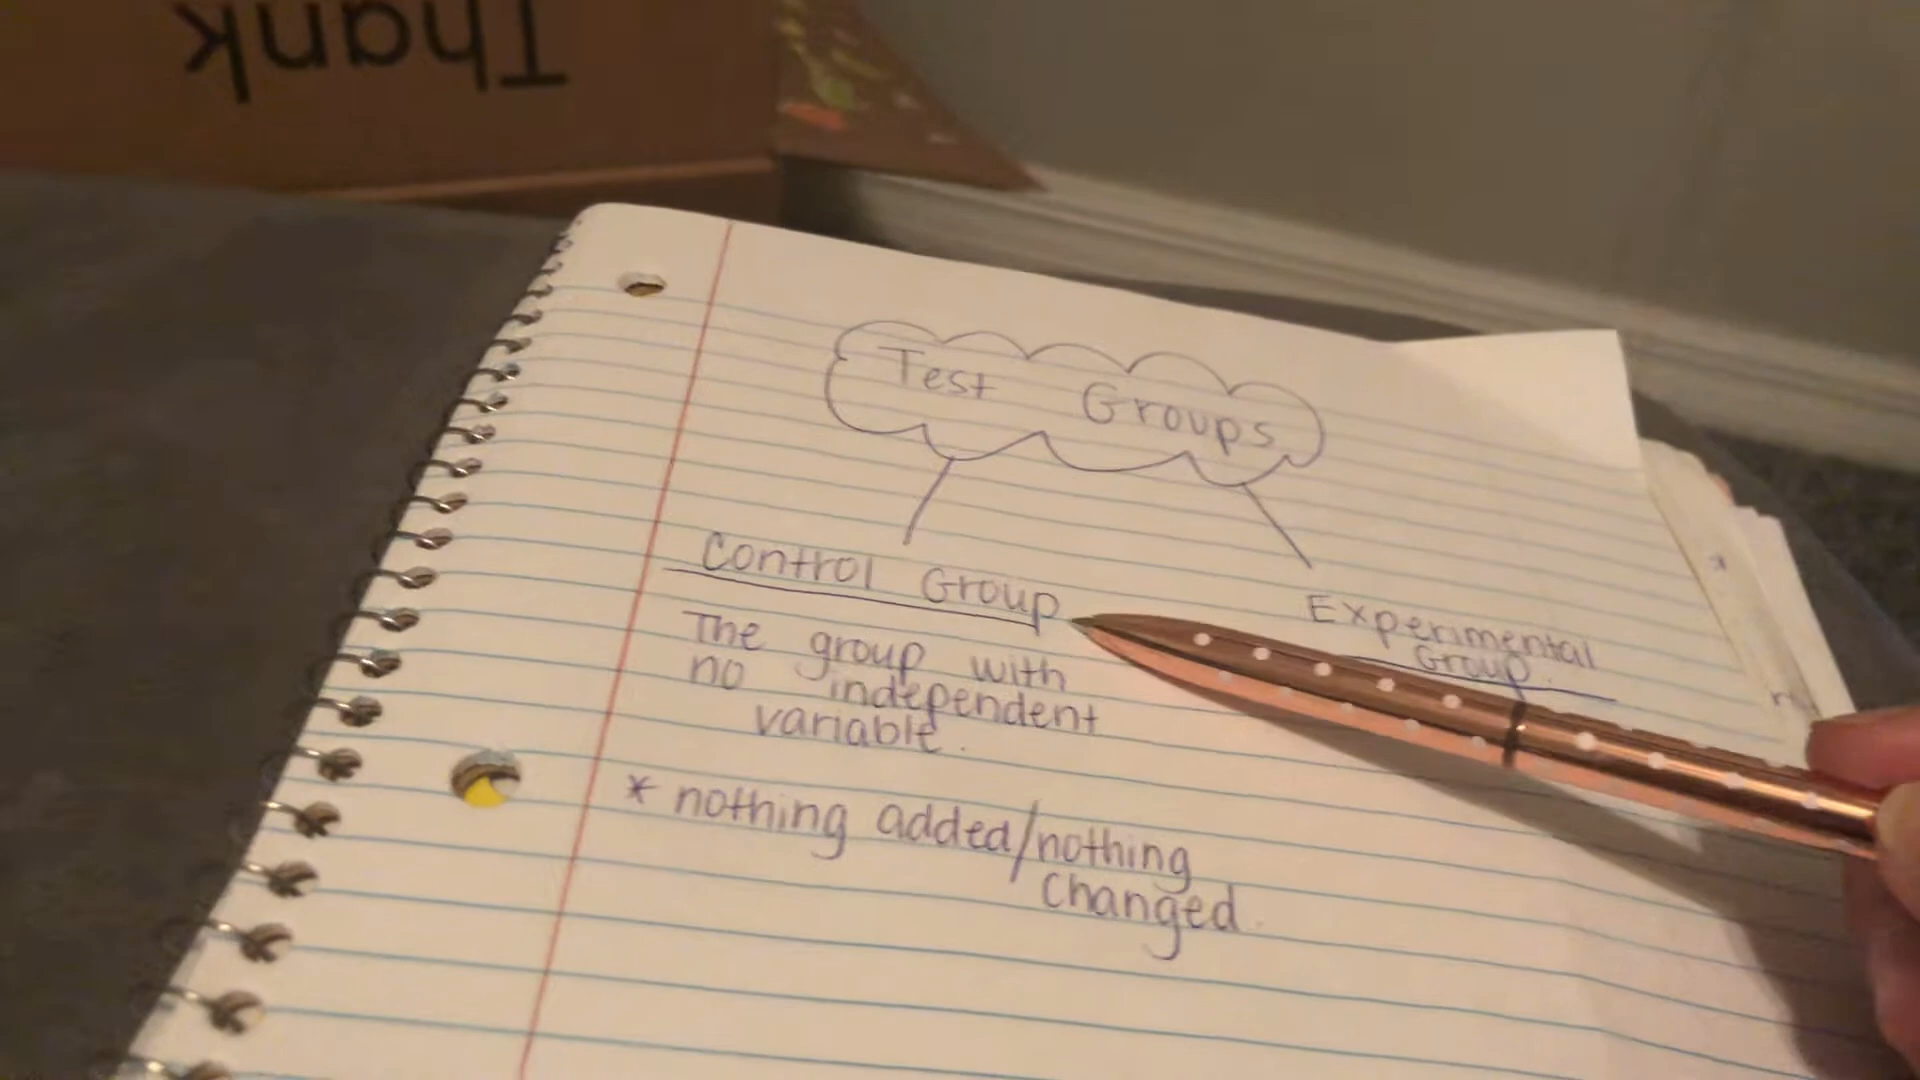 Thank
Test Groups
Control Group
The group with
no independent
variable.
* nothing added/nothing
changed.
Experimental
Group.